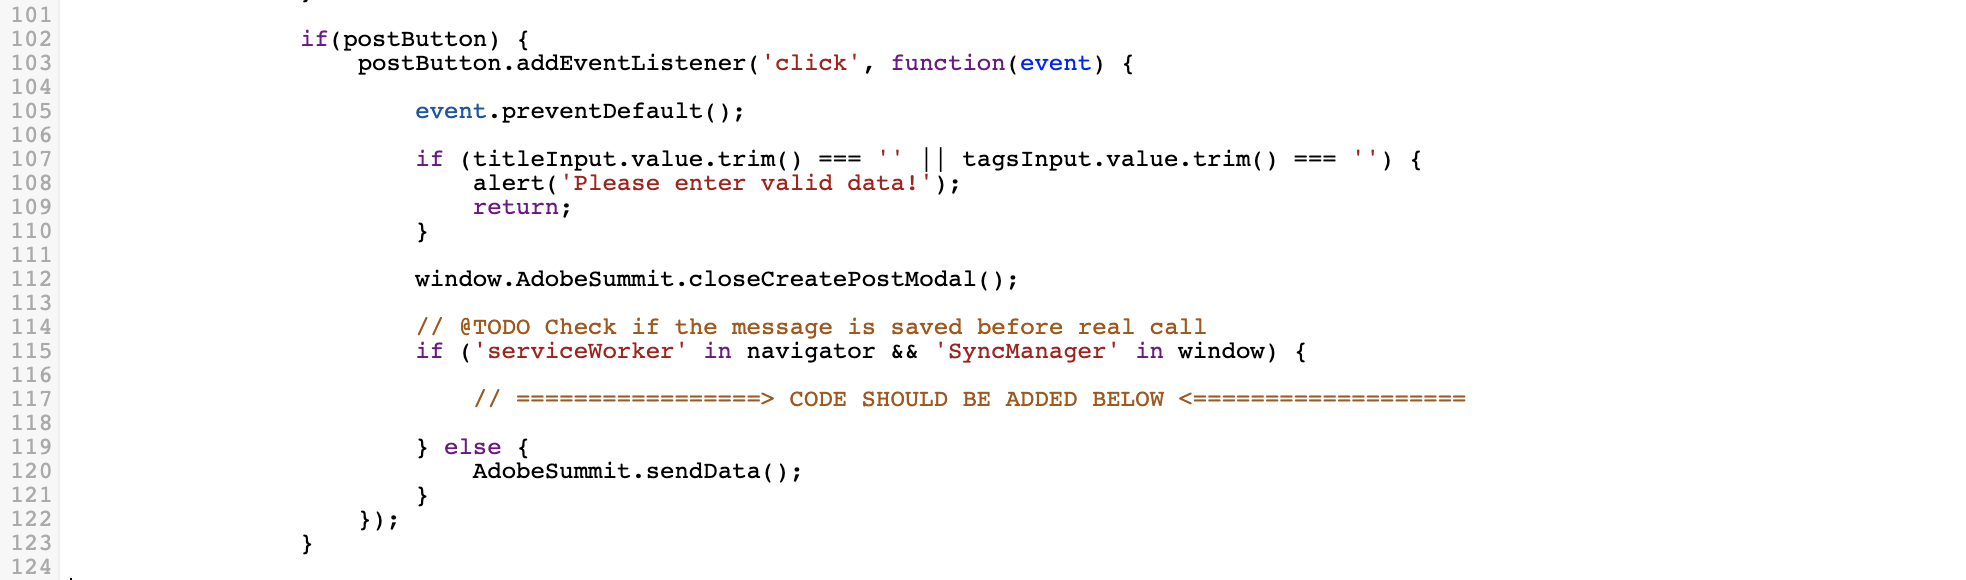 101
102 if(postButton) {
103 postButton.addEventListener('click', function(event) {
104
105 event.preventDefault();
106
107 if (titleInput.value.trim() === '' || tagsInput.value.trim() === '') {
108 alert('Please enter valid data!');
109 return;
110 }
111
112 window.AdobeSummit.closeCreatePostModal();
113
114 // @TODO Check if the message is saved before real call
115 if ('serviceWorker' in navigator && 'SyncManager' in window) {
116
117 // =================> CODE SHOULD BE ADDED BELOW <===================
118
119 } else {
120 AdobeSummit.sendData();
121 }
122 });
123 }
124